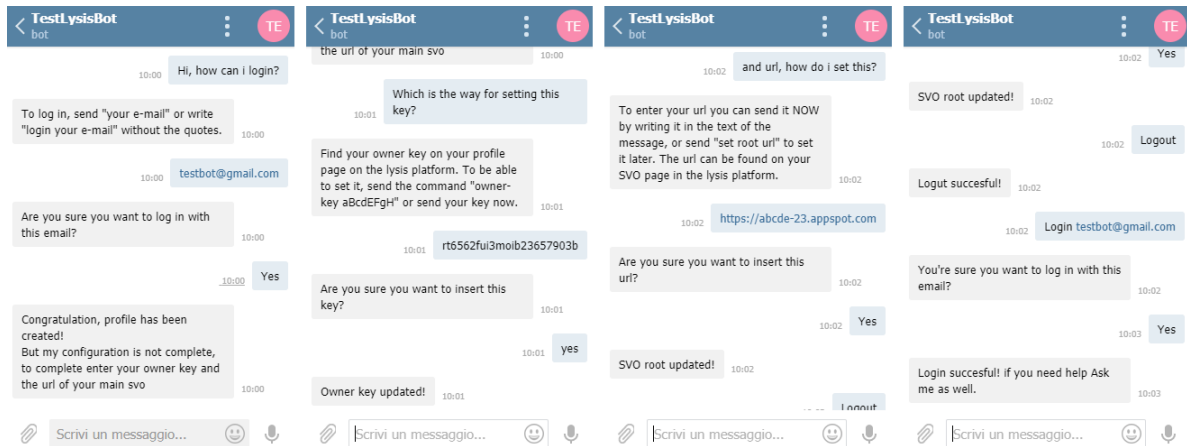 TestLysisBot
bot
TE
10:00
Hi, how can i login?
To log in, send "your e-mail" or write
"login your e-mail" without the quotes.
10:00
10:00
testbot@gmail.com
Are you sure you want to log in with
this email?
10:00
10:00
Yes
Congratulation, profile has been
created!
But my configuration is not complete,
to complete enter your owner key and
the url of your main svo
10:00
Scrivi un messaggio...
TestLysisBot
bot
TE
the url of your main svo
10:00
Which is the way for setting this
key?
10:01
Find your owner key on your profile
page on the lysis platform. To be able
to set it, send the command "owner-
key aBcdEFgH" or send your key now.
10:01
10:01
rt6562fui3moib23657903b
Are you sure you want to insert this
key?
10:01
10:01
yes
Owner key updated!
10:01
Scrivi un messaggio...
TestLysisBot
bot
TE
10:02
and url, how do i set this?
To enter your url you can send it NOW
by writing it in the text of the
message, or send "set root url" to set
it later. The url can be found on your
SVO page in the lysis platform.
10:02
10:02
https://abcde-23.appspot.com
Are you sure you want to insert this
url?
10:02
10:02
Yes
SVO root updated!
10:02
Logout
Scrivi un messaggio...
TestLysisBot
bot
TE
10:02
Yes
SVO root updated!
10:02
10:02
Logout
Logut succesful!
10:02
10:02
Login testbot@gmail.com
You're sure you want to log in with this
email?
10:02
10:03
Yes
Login succesful! if you need help Ask
me as well.
10:03
Scrivi un messaggio...